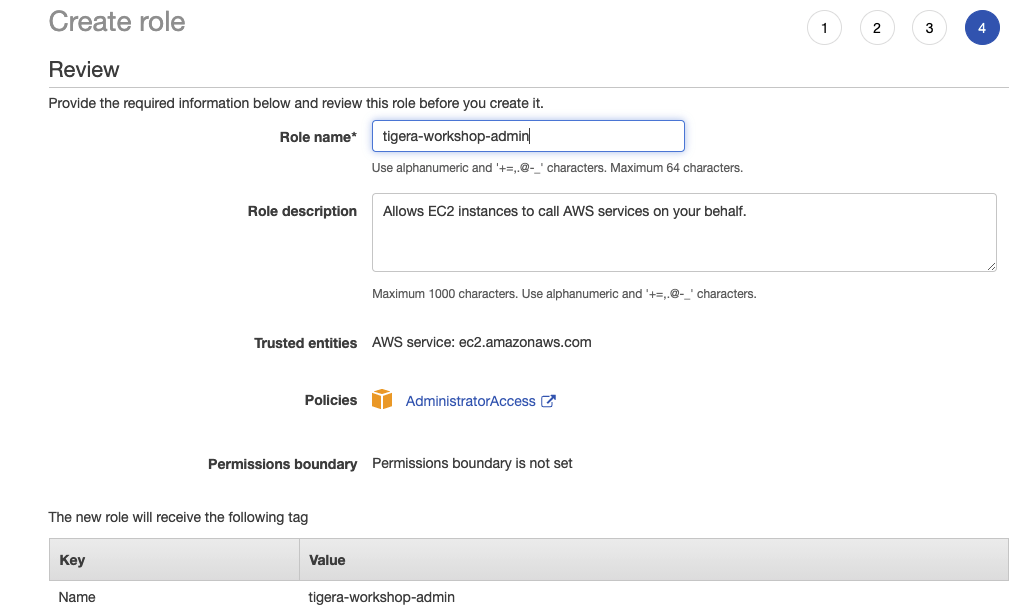 Create role
1 2 3 4
Review
Provide the required information below and review this role before you create it.
Role name* tigera-workshop-admin
Use alphanumeric and '+=,.@-_' characters. Maximum 64 characters.
Role description Allows EC2 instances to call AWS services on your behalf.
Maximum 1000 characters. Use alphanumeric and '+=,.@-_' characters.
Trusted entities AWS service: ec2.amazonaws.com
Policies AdministratorAccess
Permissions boundary Permissions boundary is not set
The new role will receive the following tag
Key Value
Name tigera-workshop-admin